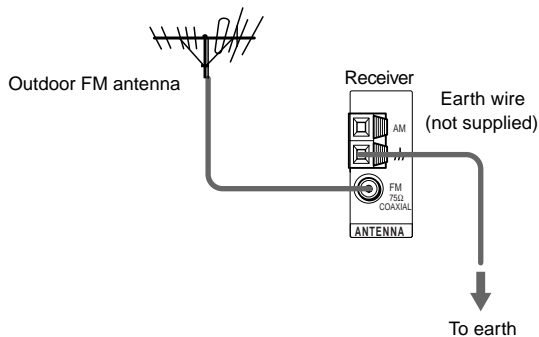 Outdoor FM antenna
Receiver
Earth wire
(not supplied)
AM
FM
75Ω
COAXIAL
ANTENNA
To earth